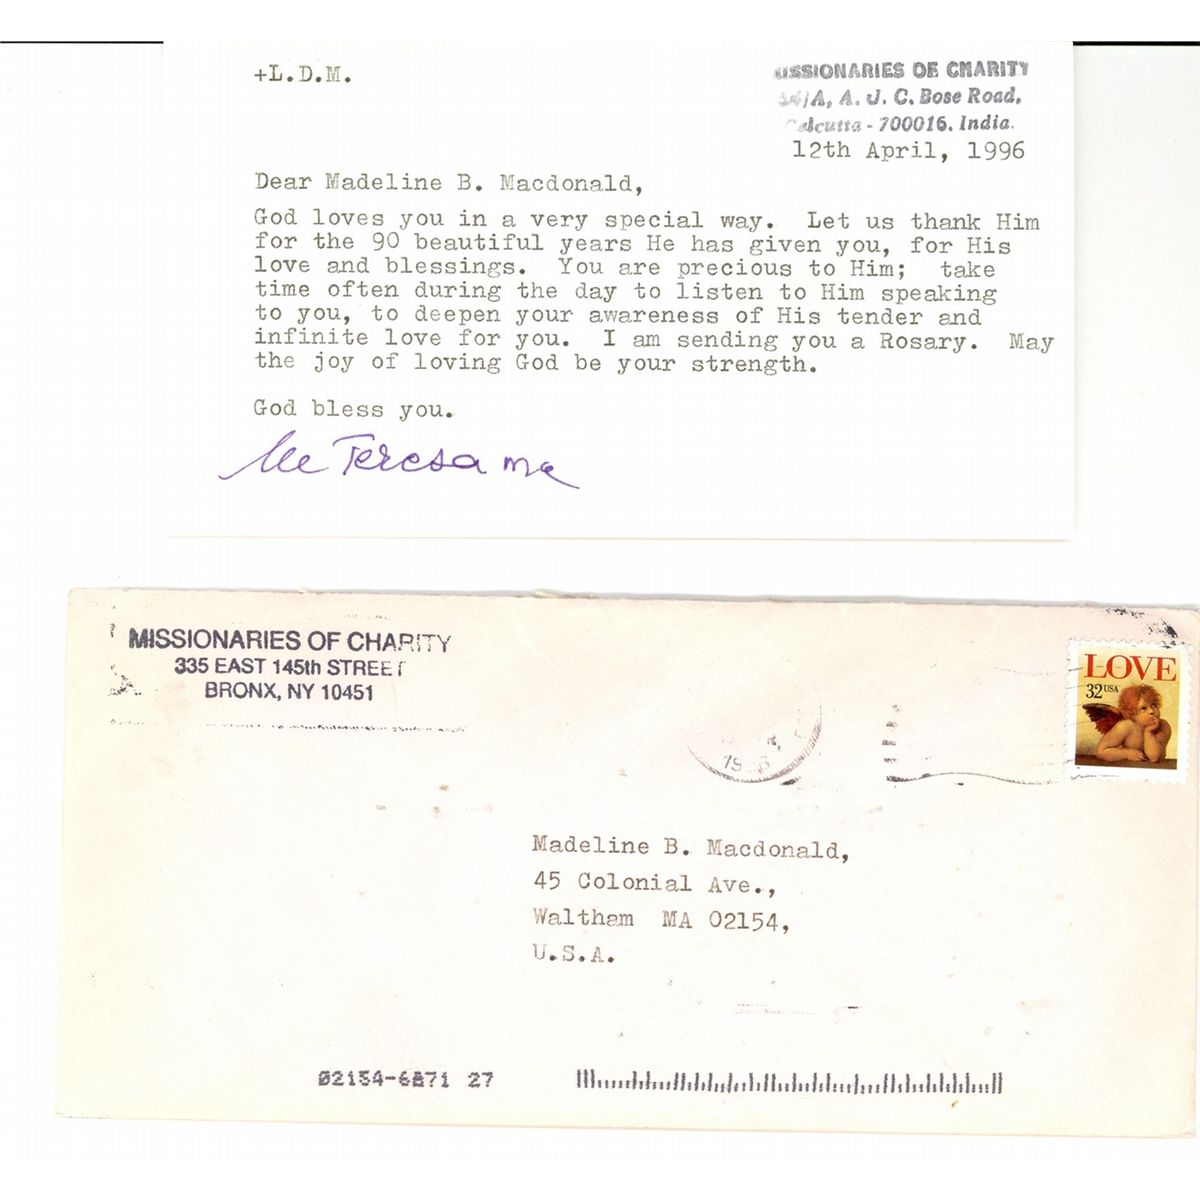 +L.D.M.
MISSIONARIES OF CHARITY
54/A, A. J. C. Bose Road,
Calcutta - 700016. India.
12th April, 1996
Dear Madeline B. Macdonald,
God loves you in a very special way. Let us thank Him
for the 90 beautiful years He has given you, for His
love and blessings. You are precious to Him; take
time often during the day to listen to Him speaking
to you, to deepen your awareness of His tender and
infinite love for you. I am sending you a Rosary. May
the joy of loving God be your strength.
God bless you.
Teresa mc
MISSIONARIES OF CHARITY
335 EAST 145th STREET
BRONX, NY 10451
LOVE
32 USA
Madeline B. Macdonald,
45 Colonial Ave.,
Waltham MA 02154,
U.S.A.
02154-6871 27